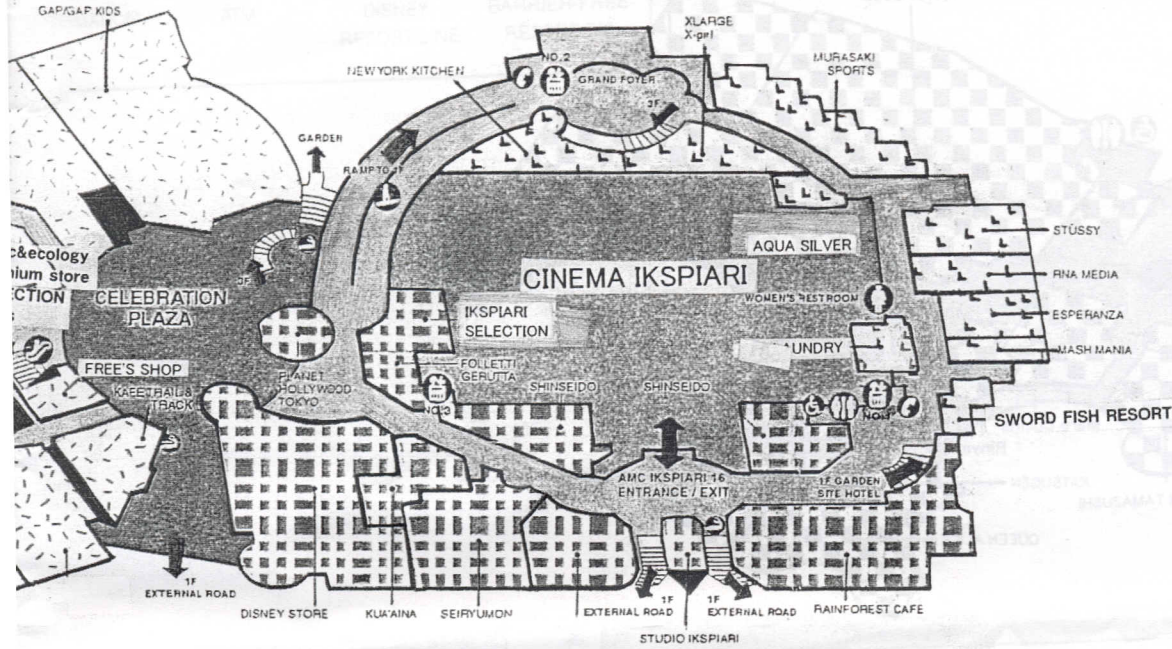 GAP/GAP KIDS
XLARGE
X-girl
NEW YORK KITCHEN
NO.2
GRAND FOYER
MURASAKI
SPORTS
3F
GARDEN
RAMP TO
STÜSSY
AQUA SILVER
c&ecology
nium store
ECTION
CINEMA IKSPIARI
RNA MEDIA
3F
CELEBRATION
PLAZA
WOMEN'S RESTROOM
IKSPIARI
SELECTION
ESPERANZA
UNDRY
MASH MANIA
FREE'S SHOP
FOLLETTI
GERUTTA
PLANET
HOLLYWOOD
TOKYO
SHINSEIDO
SHINSEIDO
TRAIL &
TRACK
NO.3
SWORD FISH RESORT
AMC IKSPIARI 16
ENTRANCE / EXIT
1F GARDEN
SITE HOTEL
1F
EXTERNAL ROAD
DISNEY STORE
KUA'AINA
SEIRYUMON
1F
EXTERNAL ROAD
1F
EXTERNAL ROAD
RAINFOREST CAFE
STUDIO IKSPIARI